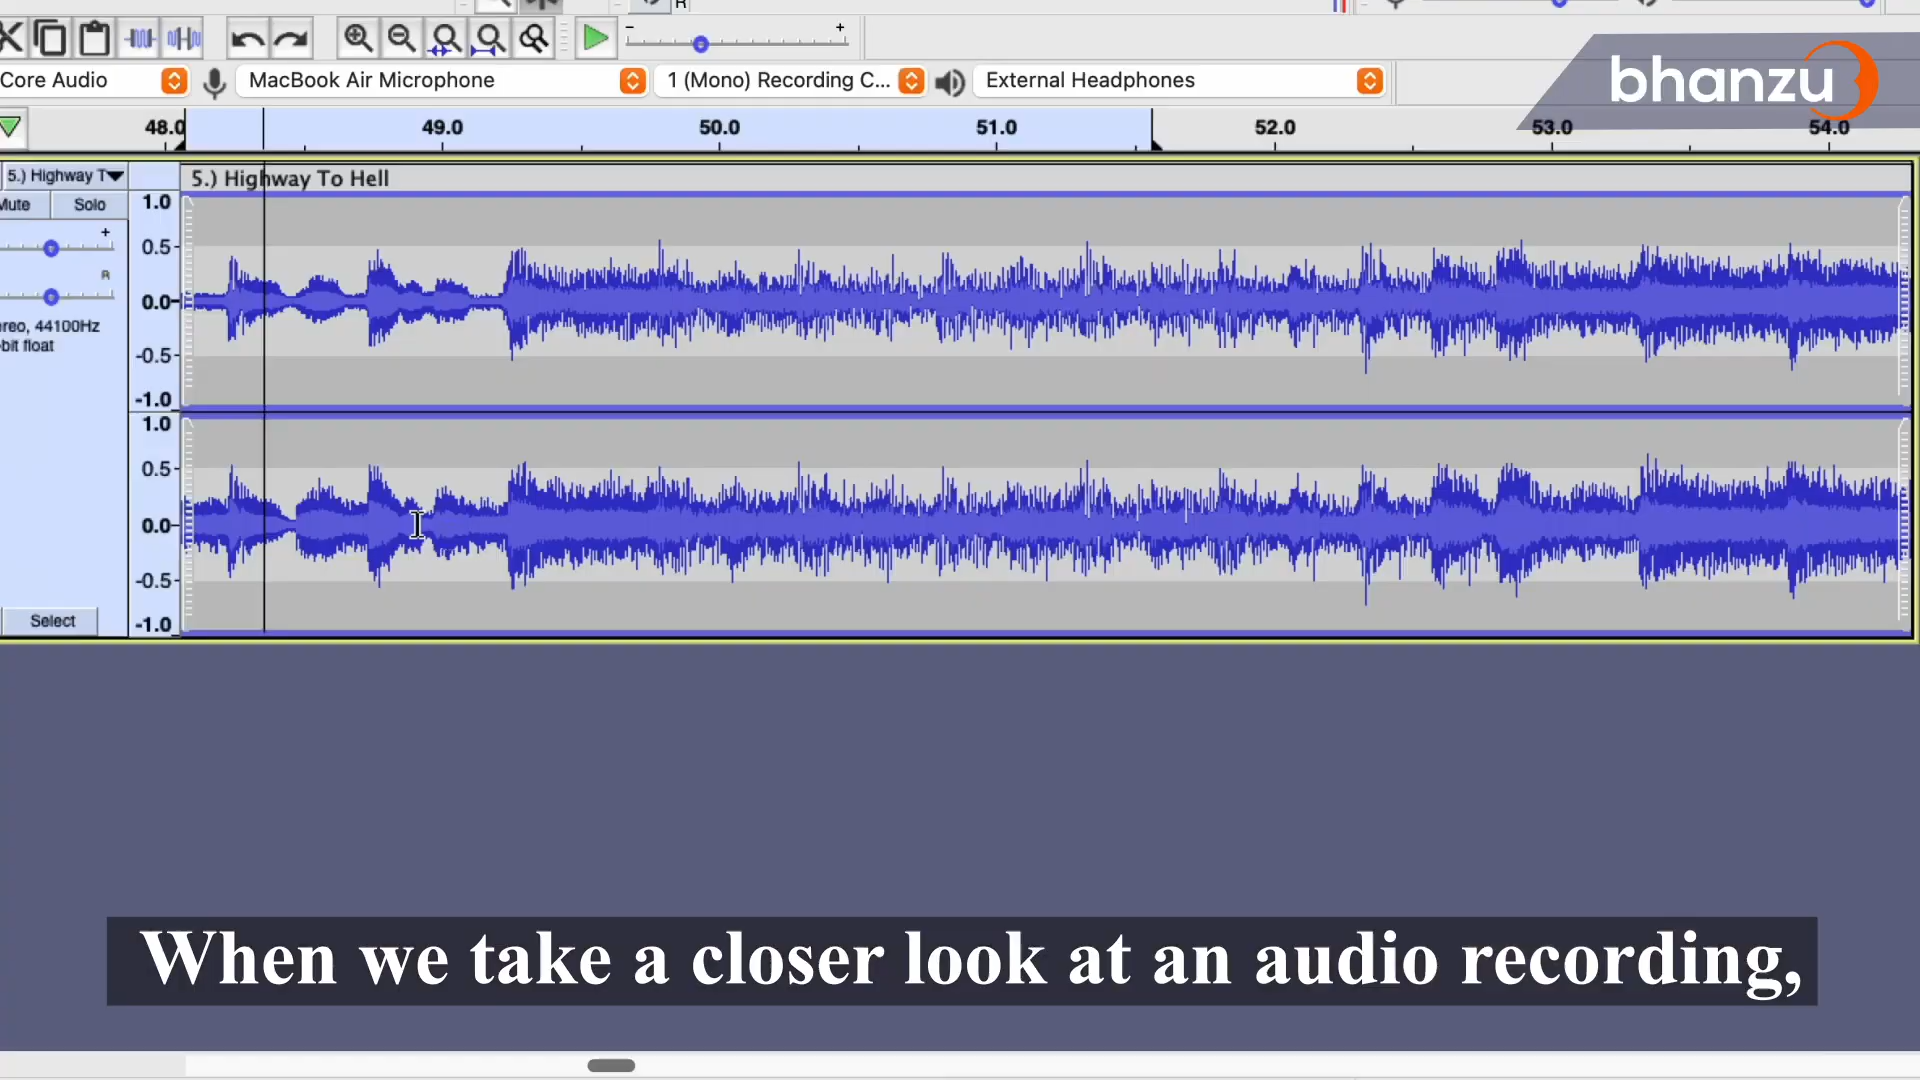 R
- +
Core Audio MacBook Air Microphone 1 (Mono) Recording C... External Headphones
bhanzu
48.0 49.0 50.0 51.0 52.0 53.0 54.0
5.) Highway T 5.) Highway To Hell
Mute Solo
+
R
ereo, 44100Hz
-bit float
1.0
0.5
0.0
-0.5
-1.0
1.0
0.5
0.0
-0.5
-1.0
Select
When we take a closer look at an audio recording,